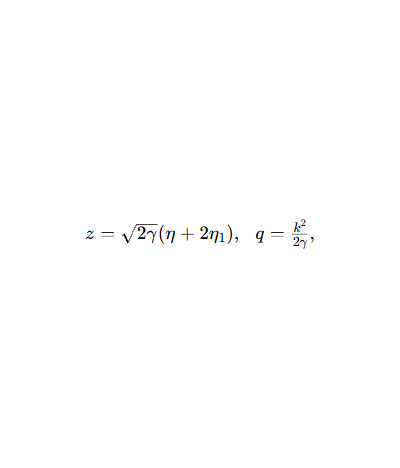 z = √2γ(η + 2η₁), q = k²/2γ,